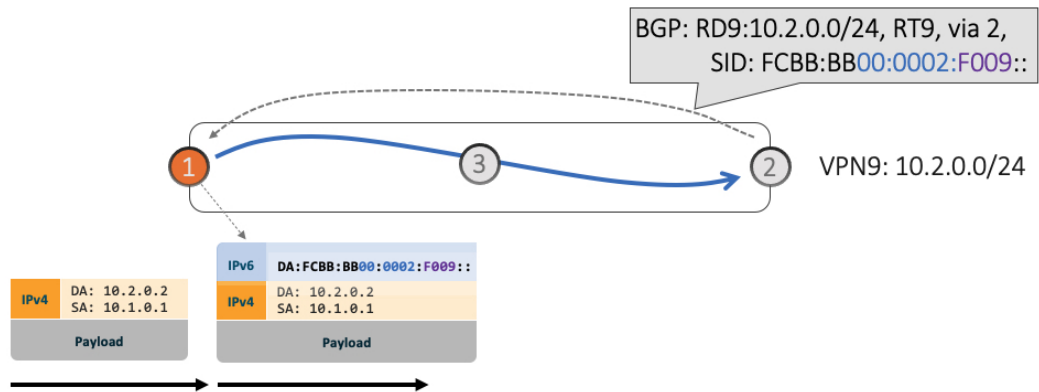 BGP: RD9:10.2.0.0/24, RT9, via 2,
SID: FCBB:BB00:0002:F009::
1
3
2
VPN9: 10.2.0.0/24
IPv6 DA:FCBB:BB00:0002:F009::
IPv4 DA: 10.2.0.2
SA: 10.1.0.1
Payload
IPv4 DA: 10.2.0.2
SA: 10.1.0.1
Payload